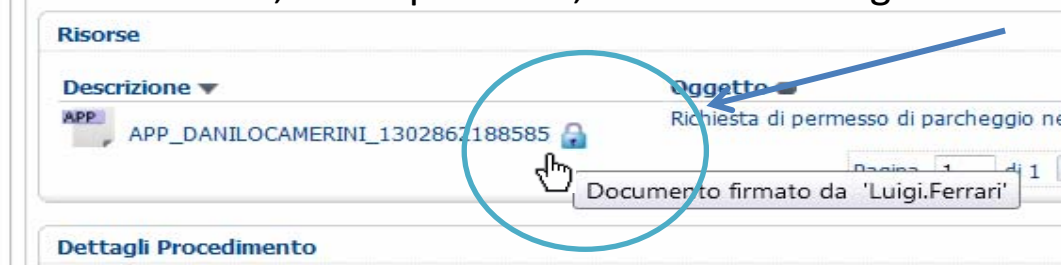 Risorse
Descrizione Oggetto
APP APP_DANILOCAMERINI_1302862188585 Richiesta di permesso di parcheggio ne
Pagina 1 di 1
Documento firmato da 'Luigi.Ferrari'
Dettagli Procedimento